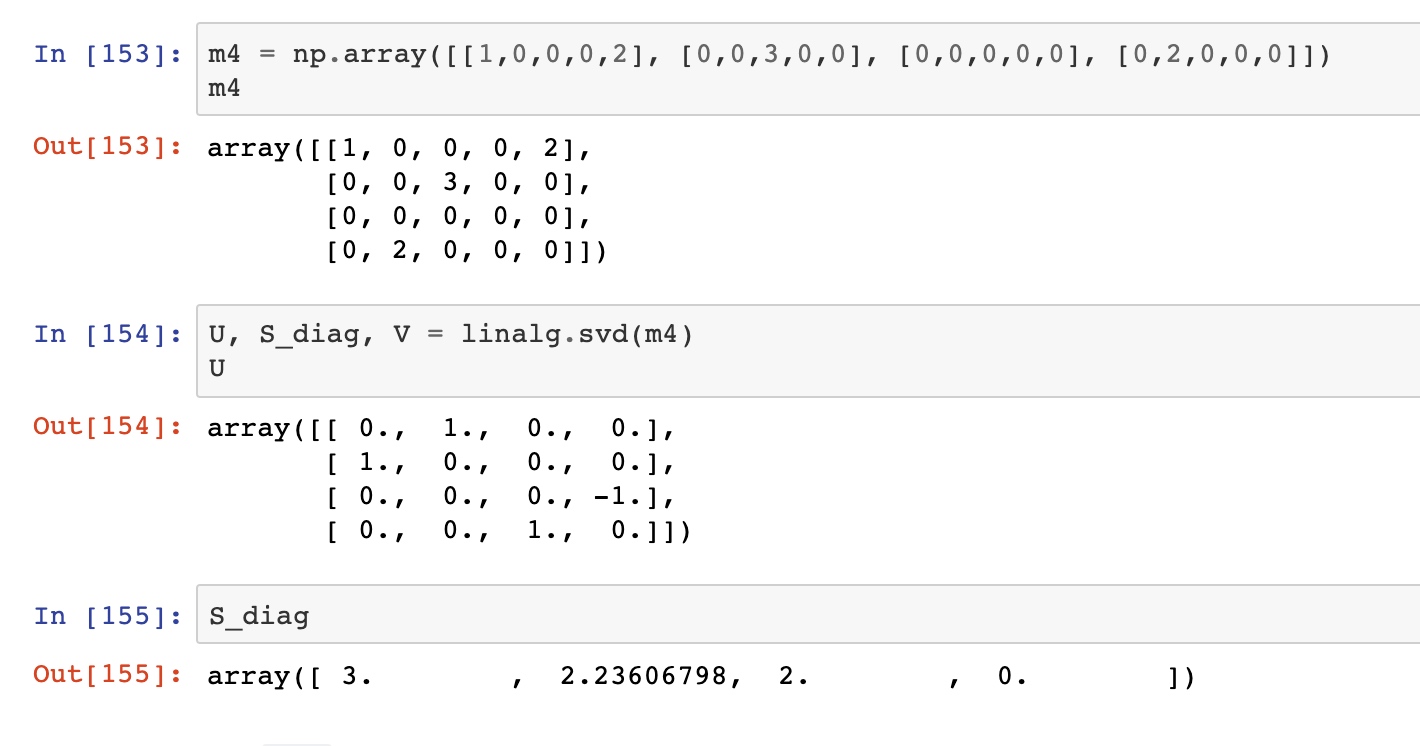 In [153]: m4 = np.array([[1,0,0,0,2], [0,0,3,0,0], [0,0,0,0,0], [0,2,0,0,0]])
m4
Out[153]: array([[1, 0, 0, 0, 2],
[0, 0, 3, 0, 0],
[0, 0, 0, 0, 0],
[0, 2, 0, 0, 0]])
In [154]: U, S_diag, V = linalg.svd(m4)
U
Out[154]: array([[ 0., 1., 0., 0.],
[ 1., 0., 0., 0.],
[ 0., 0., 0., -1.],
[ 0., 0., 1., 0.]])
In [155]: S_diag
Out[155]: array([ 3. , 2.23606798, 2. , 0. ])